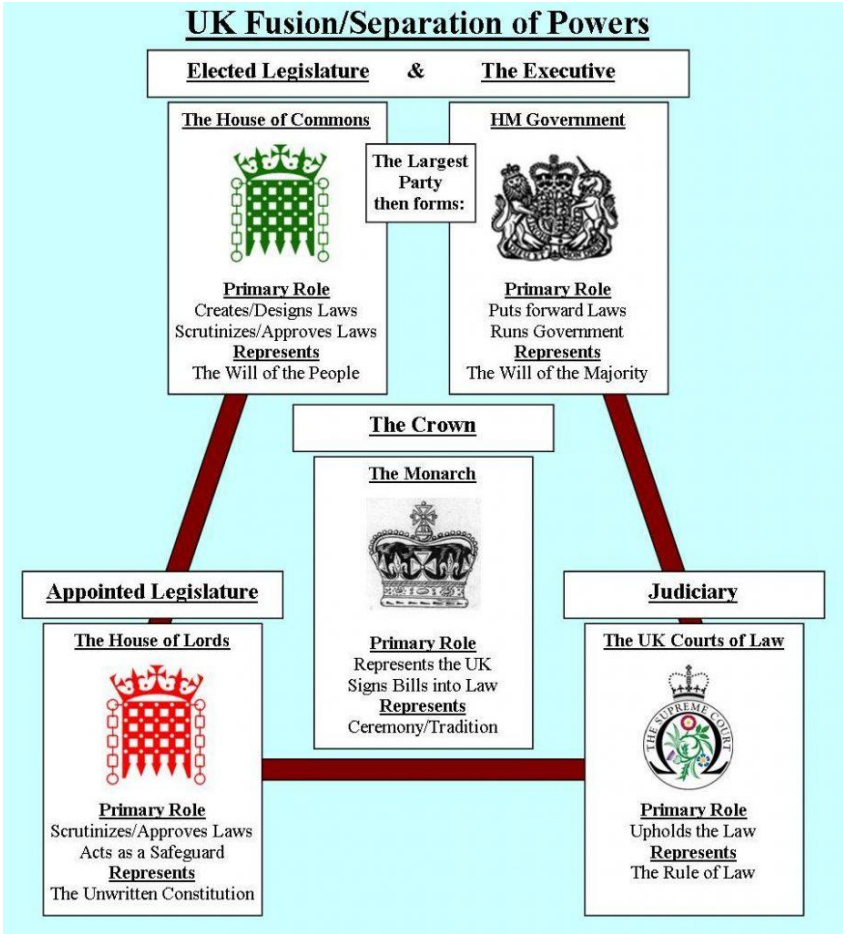 UK Fusion/Separation of Powers
Elected Legislature & The Executive
The House of Commons
Primary Role
Creates/Designs Laws
Scrutinizes/Approves Laws
Represents
The Will of the People
The Largest
Party
then forms:
HM Government
Primary Role
Puts forward Laws
Runs Government
Represents
The Will of the Majority
The Crown
The Monarch
Primary Role
Represents the UK
Signs Bills into Law
Represents
Ceremony/Tradition
Appointed Legislature
The House of Lords
Primary Role
Scrutinizes/Approves Laws
Acts as a Safeguard
Represents
The Unwritten Constitution
Judiciary
The UK Courts of Law
THE SUPREME COURT
Primary Role
Upholds the Law
Represents
The Rule of Law